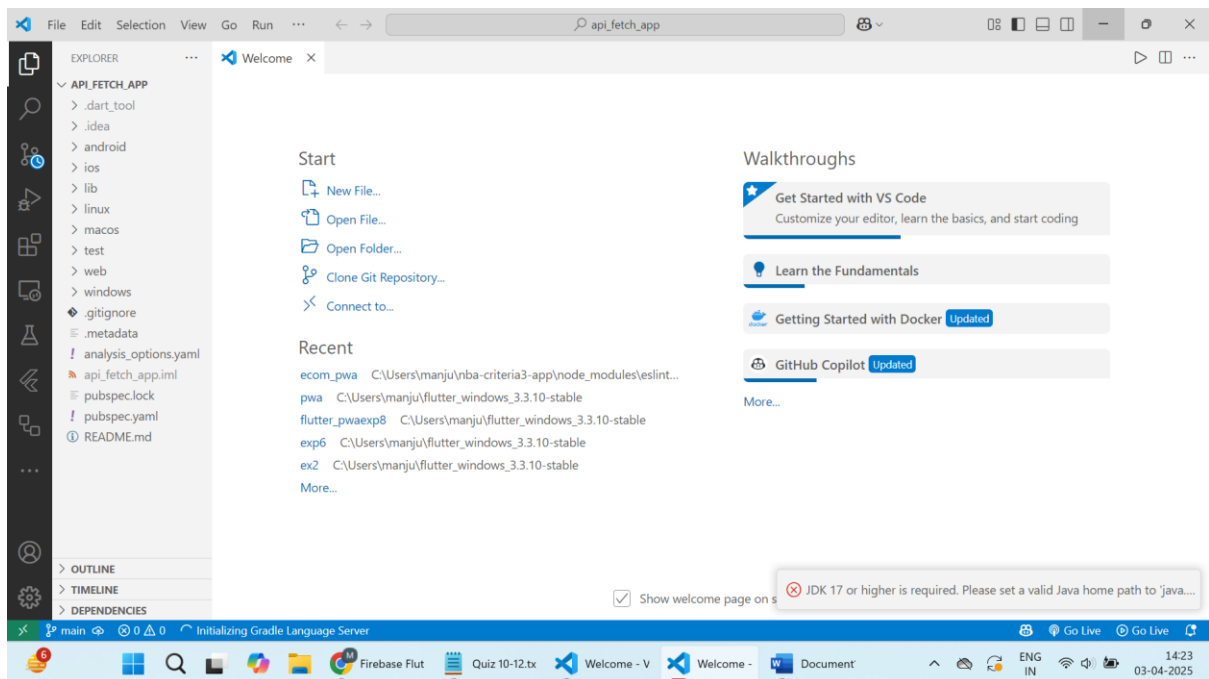 File Edit Selection View Go Run ··· api_fetch_app
EXPLORER ···
Welcome
API_FETCH_APP
.dart_tool
.idea
android
ios
lib
linux
macos
test
web
windows
.gitignore
.metadata
! analysis_options.yaml
api_fetch_app.iml
pubspec.lock
! pubspec.yaml
README.md
OUTLINE
TIMELINE
DEPENDENCIES
Start
New File...
Open File...
Open Folder...
Clone Git Repository...
Connect to...
Recent
ecom_pwa C:\Users\manju\nba-criteria3-app\node_modules\eslint...
pwa C:\Users\manju\flutter_windows_3.3.10-stable
flutter_pwaexp8 C:\Users\manju\flutter_windows_3.3.10-stable
exp6 C:\Users\manju\flutter_windows_3.3.10-stable
ex2 C:\Users\manju\flutter_windows_3.3.10-stable
More...
Walkthroughs
Get Started with VS Code
Customize your editor, learn the basics, and start coding
Learn the Fundamentals
Getting Started with Docker Updated
GitHub Copilot Updated
More...
Show welcome page on s
JDK 17 or higher is required. Please set a valid Java home path to 'java....
main 0 0 Initializing Gradle Language Server Go Live Go Live
6 M Firebase Flut Quiz 10-12.tx Welcome - V Welcome - Document ENG 14:23
IN 03-04-2025